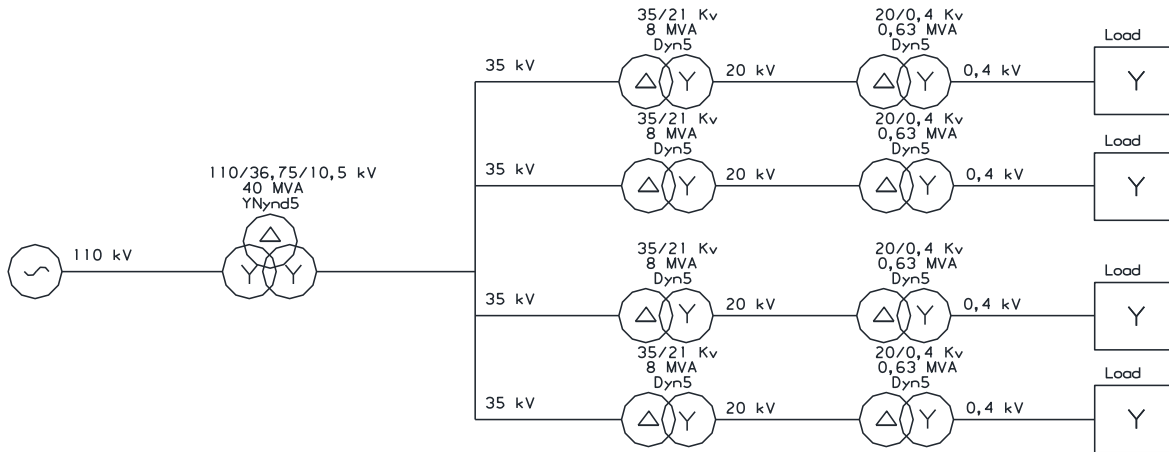 35/21 Kv
8 MVA
Dyn5
20/0,4 Kv
0,63 MVA
Dyn5
Load
35 kV
20 kV
0,4 kV
Y
Y
Y
35/21 Kv
8 MVA
Dyn5
20/0,4 Kv
0,63 MVA
Dyn5
Load
35 kV
20 kV
0,4 kV
Y
Y
Y
110/36,75/10,5 kV
40 MVA
YNynd5
110 kV
Y
Y
35/21 Kv
8 MVA
Dyn5
20/0,4 Kv
0,63 MVA
Dyn5
Load
35 kV
20 kV
0,4 kV
Y
Y
Y
35/21 Kv
8 MVA
Dyn5
20/0,4 Kv
0,63 MVA
Dyn5
Load
35 kV
20 kV
0,4 kV
Y
Y
Y